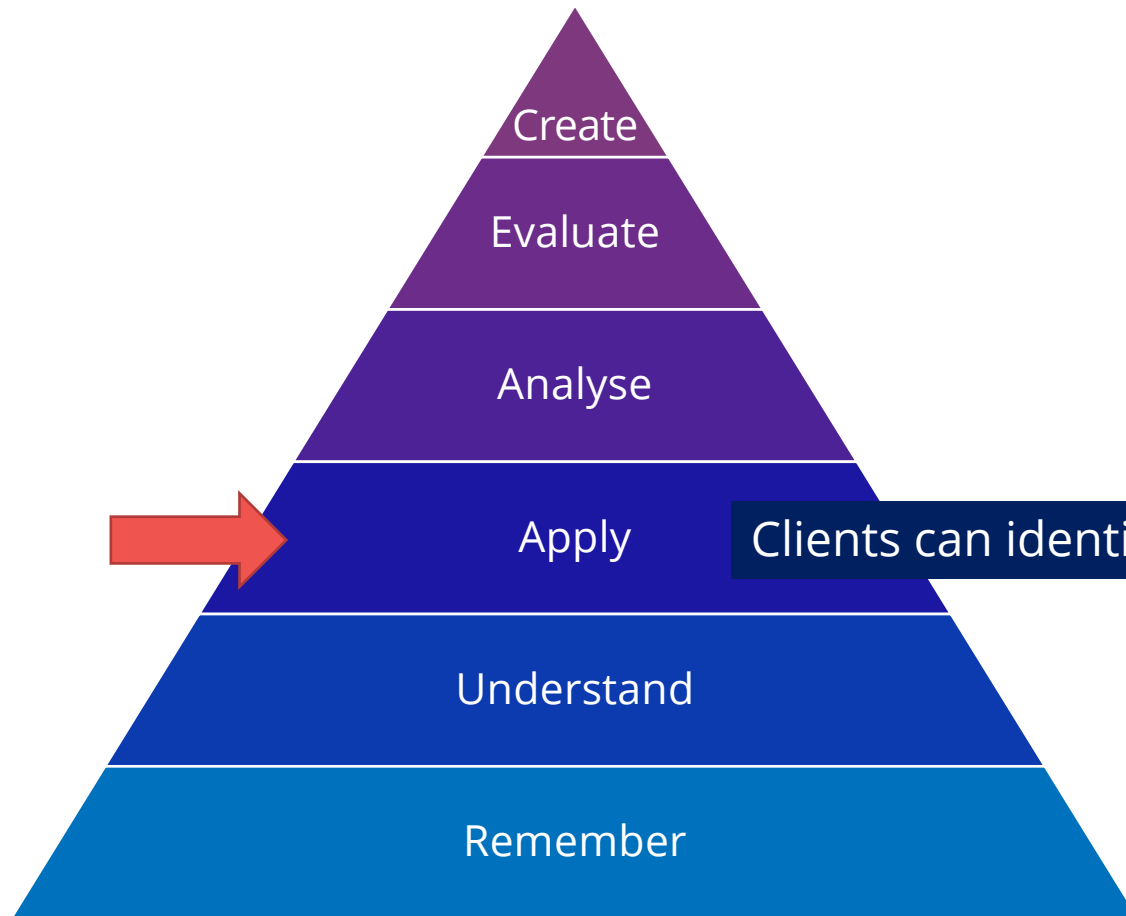 Create
Evaluate
Analyse
Apply
Clients can identi
Understand
Remember